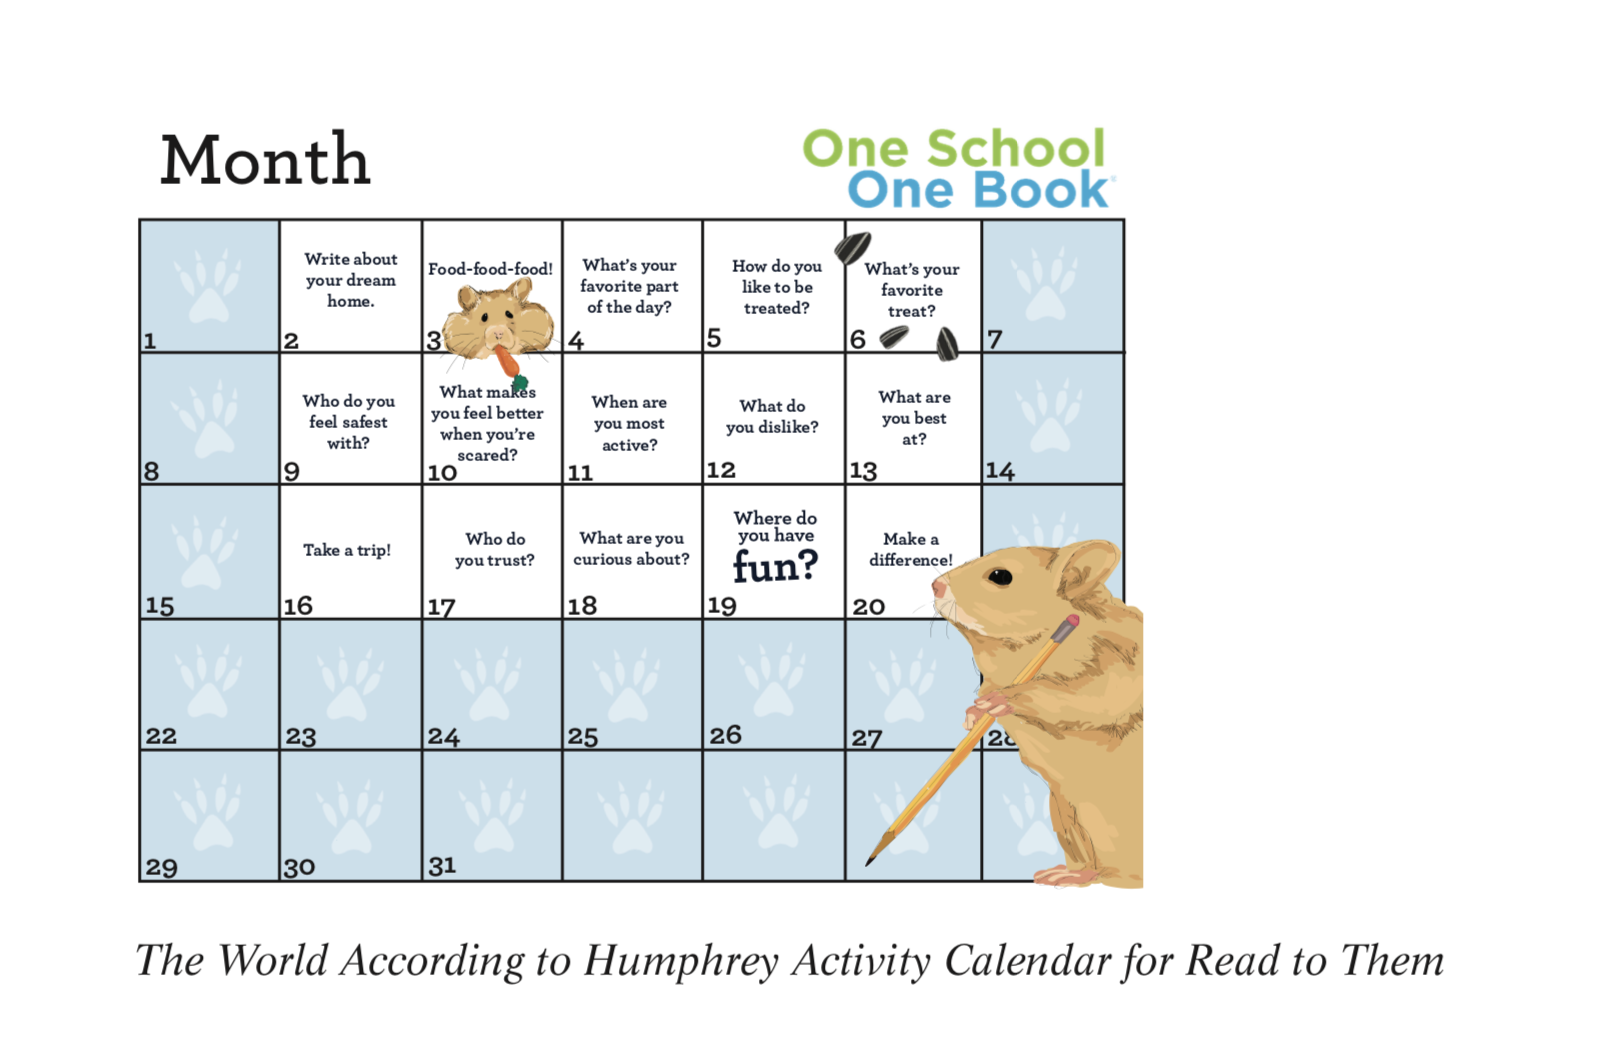 Month
One School
One Book
Write about
your dream
home.
2
Food-food-food!
3
What's your
favorite part
of the day?
4
How do you
like to be
treated?
5
What's your
favorite
treat?
6
7
1
8
Who do you
feel safest
with?
9
What makes
you feel better
when you're
scared?
10
When are
you most
active?
11
What do
you dislike?
12
What are
you best
at?
13
14
15
Take a trip!
16
Who do
you trust?
17
What are you
curious about?
18
Where do
you have
fun?
19
Make a
difference!
20
22
23
24
25
26
27
28
29
30
31
The World According to Humphrey Activity Calendar for Read to Them